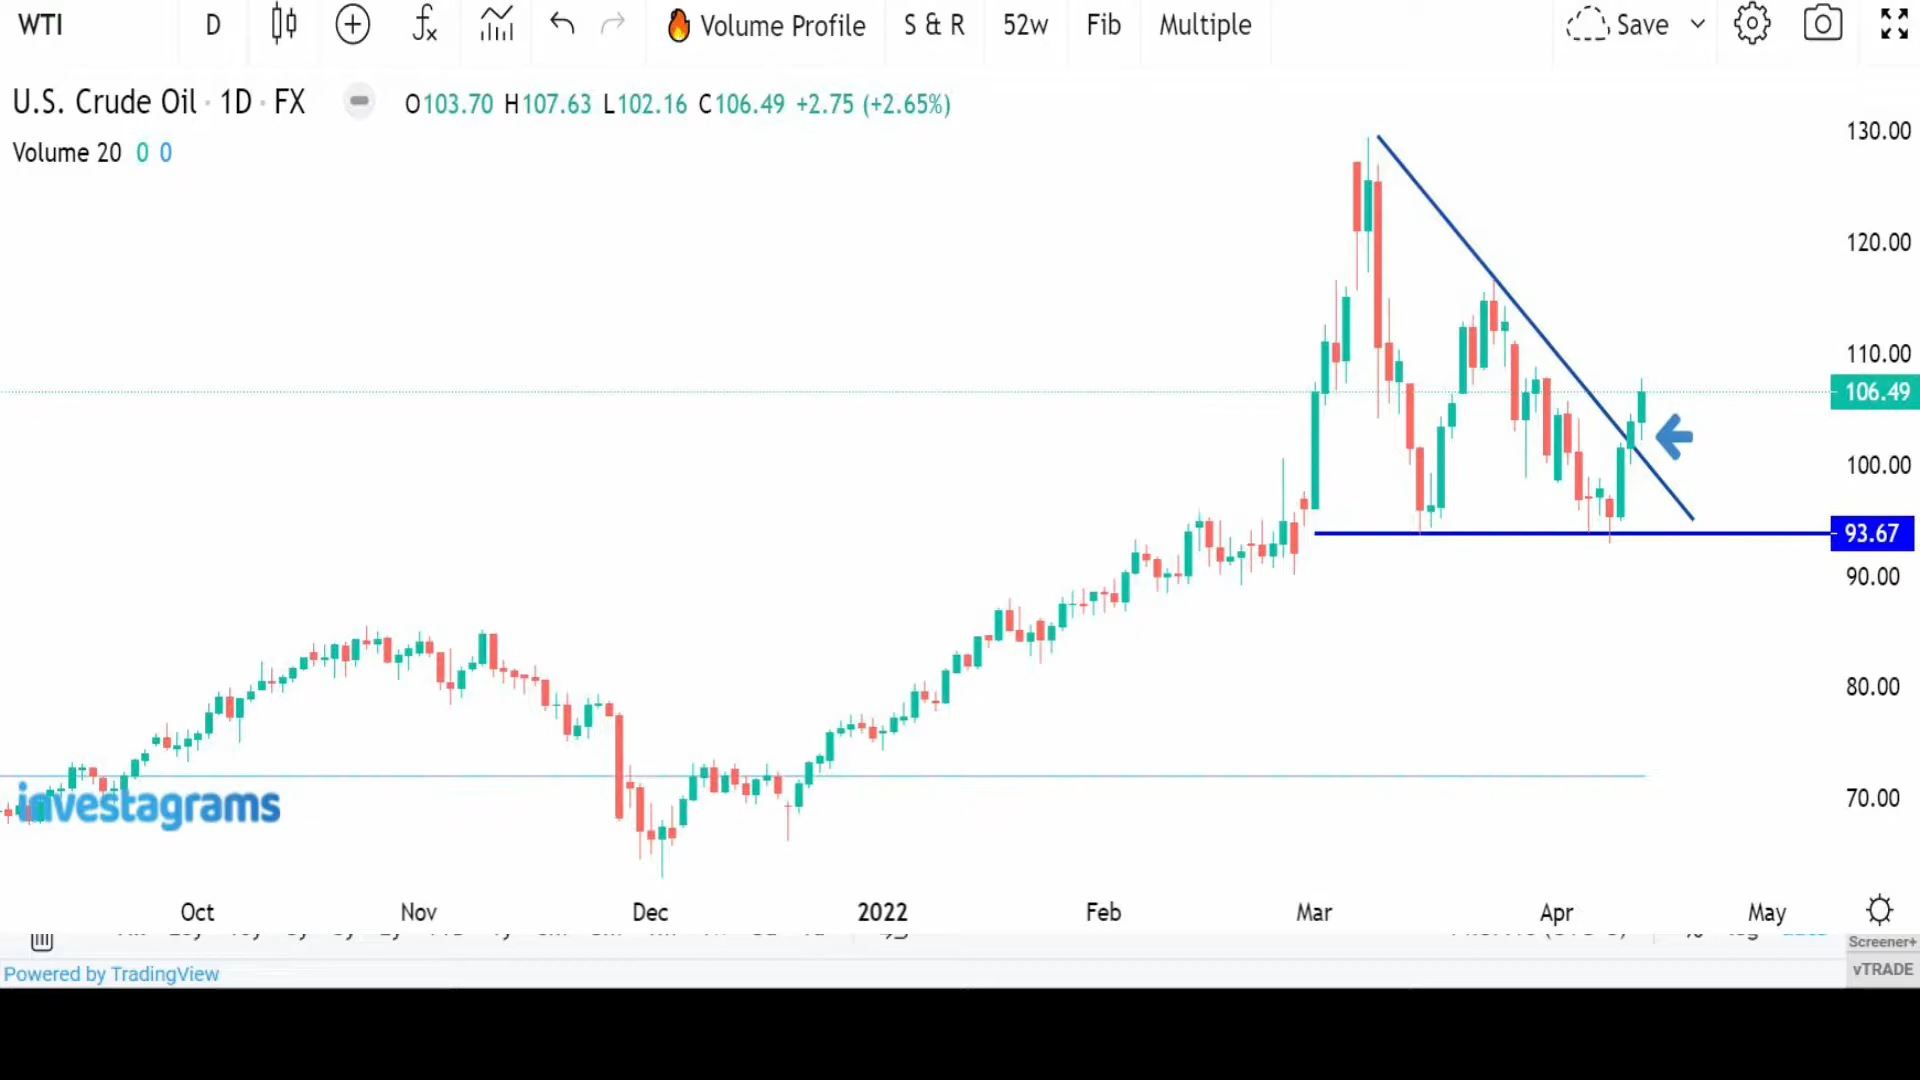 WTI D Volume Profile S & R 52w Fib Multiple Save
U.S. Crude Oil · 1D · FX O103.70 H107.63 L102.16 C106.49 +2.75 (+2.65%)
Volume 20 0 0
130.00
120.00
110.00
106.49
100.00
93.67
90.00
80.00
70.00
investagrams
Oct Nov Dec 2022 Feb Mar Apr May
Screener+
Powered by TradingView
vTRADE